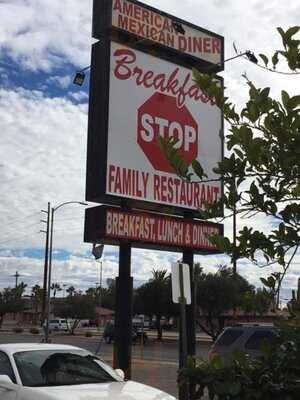 AMERICAN
MEXICAN DINER
Breakfast
STOP
FAMILY RESTAURANT
BREAKFAST, LUNCH & DINNER